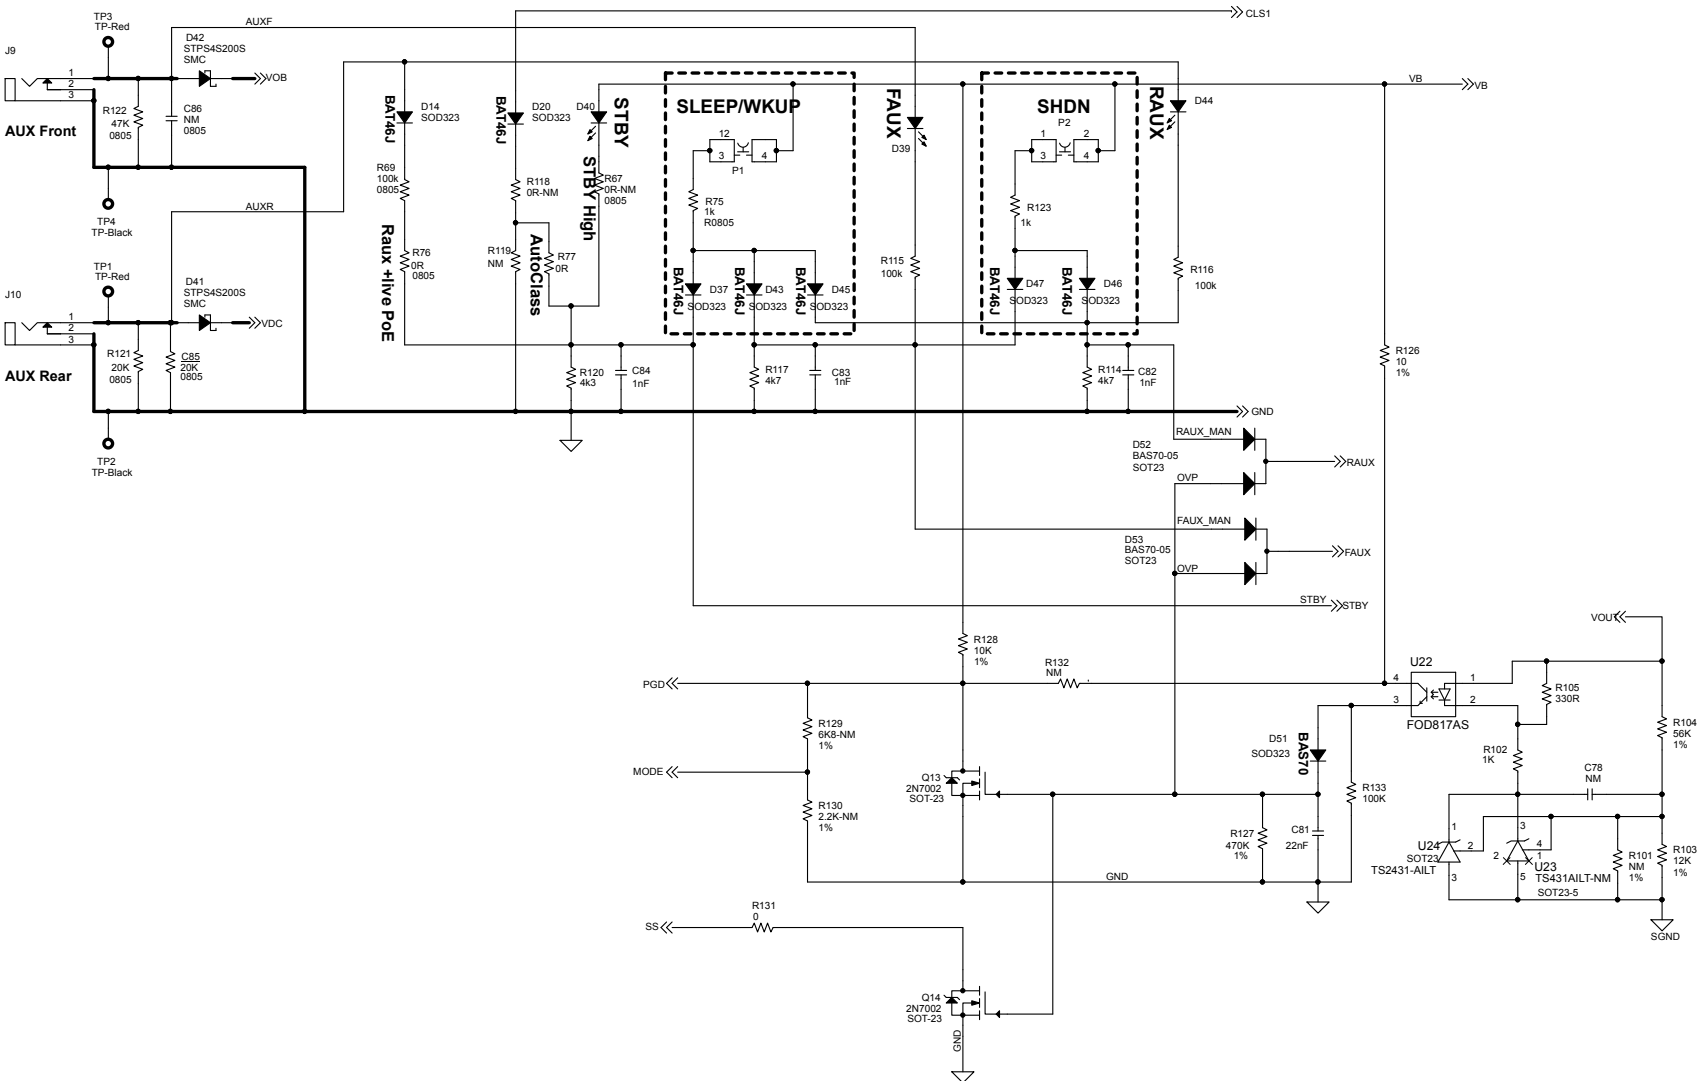 TP3
TP-Red
AUXF
CLS1
J9
D42
STPS4S200S
SMC
1
2
3
VOB
R122
47K
0805
C86
NM
0805
AUX Front
TP4
TP-Black
AUXR
TP1
TP-Red
J10
D41
STPS4S200S
SMC
1
2
3
VDC
R121
20K
0805
C85
20K
0805
AUX Rear
TP2
TP-Black
BAT46J
D14
SOD323
R69
100k
0805
R76
0R
0805
Raux +live PoE
BAT46J
D20
SOD323
R118
0R-NM
R119
NM
R77
0R
AutoClass
D40
STBY
STBY High
R67
0R-NM
0805
R120
4k3
C84
1nF
SLEEP/WKUP
12
3
4
P1
R75
1k
R0805
BAT46J
D37
SOD323
BAT46J
D43
SOD323
BAT46J
D45
SOD323
R117
4k7
C83
1nF
FAUX
D39
R115
100k
SHDN
P2
1
2
3
4
R123
1k
BAT46J
D47
SOD323
BAT46J
D46
SOD323
R114
4k7
C82
1nF
RAUX
D44
R116
100k
VB
VB
R126
10
1%
GND
RAUX_MAN
D52
BAS70-05
SOT23
RAUX
OVP
FAUX_MAN
D53
BAS70-05
SOT23
FAUX
OVP
STBY
STBY
R128
10K
1%
PGD
R132
NM
R129
6K8-NM
1%
MODE
R130
2.2K-NM
1%
Q13
2N7002
SOT-23
D51
SOD323
BAS70
R133
100K
R127
470K
1%
C81
22nF
GND
SS
R131
0
Q14
2N7002
SOT-23
GND
VOUT
U22
4
3
1
2
FOD817AS
R105
330R
R102
1K
R104
56K
1%
C78
NM
1
U24
2
SOT23
TS2431-AILT
3
3
4
2
1
U23
TS431AILT-NM
5
SOT23-5
R101
NM
1%
R103
12K
1%
SGND